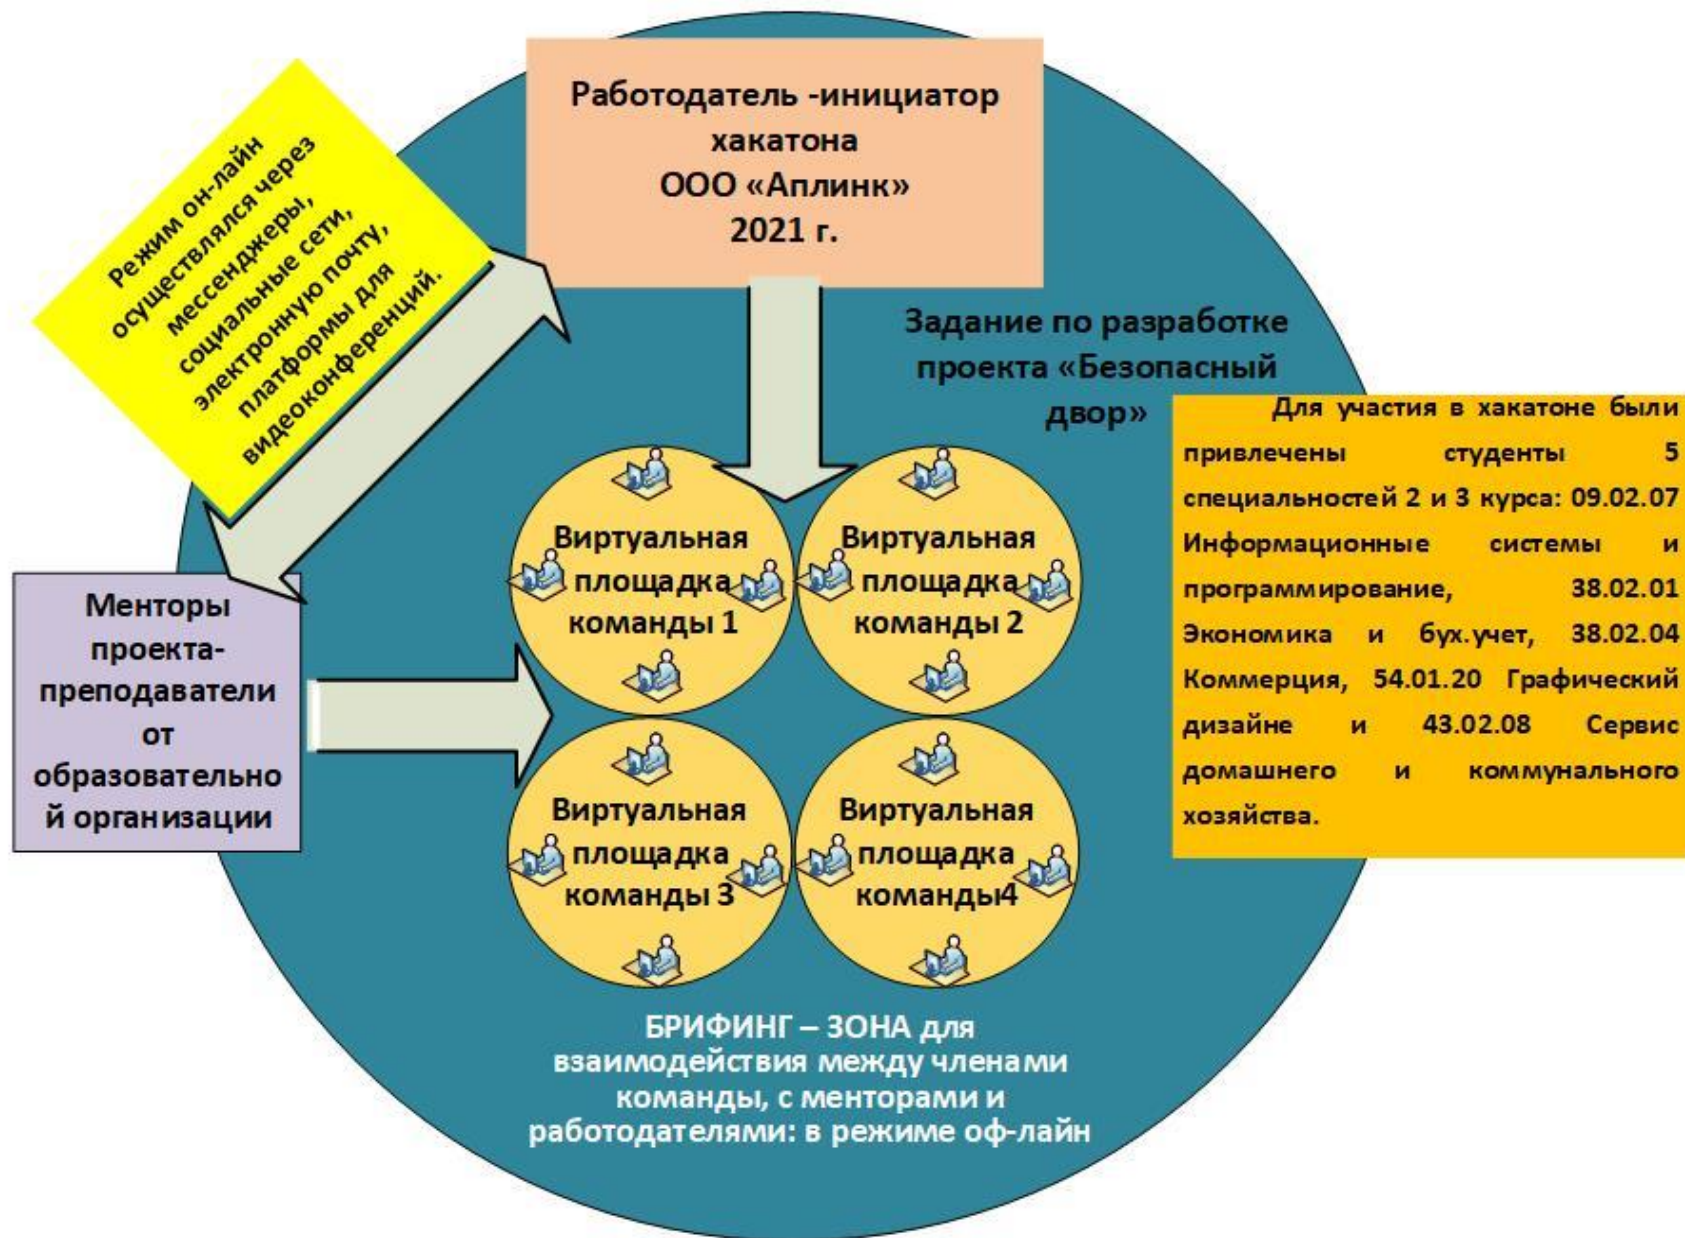 Работодатель -инициатор
хакатона
ООО «Аплинк»
2021 г.
Режим он-лайн
осуществлялся через
мессенджеры,
социальные сети,
электронную почту,
платформы для
видеоконференций.
Задание по разработке
проекта «Безопасный
двор»
Для участия в хакатоне были
привлечены студенты 5
специальностей 2 и 3 курса: 09.02.07
Информационные системы и
программирование, 38.02.01
Экономика и бух.учет, 38.02.04
Коммерция, 54.01.20 Графический
дизайне и 43.02.08 Сервис
домашнего и коммунального
хозяйства.
Менторы
проекта-
преподаватели
от
образовательно
й организации
Виртуальная
площадка
команды 1
Виртуальная
площадка
команды 2
Виртуальная
площадка
команды 3
Виртуальная
площадка
команды4
БРИФИНГ – ЗОНА для
взаимодействия между членами
команды, с менторами и
работодателями: в режиме оф-лайн